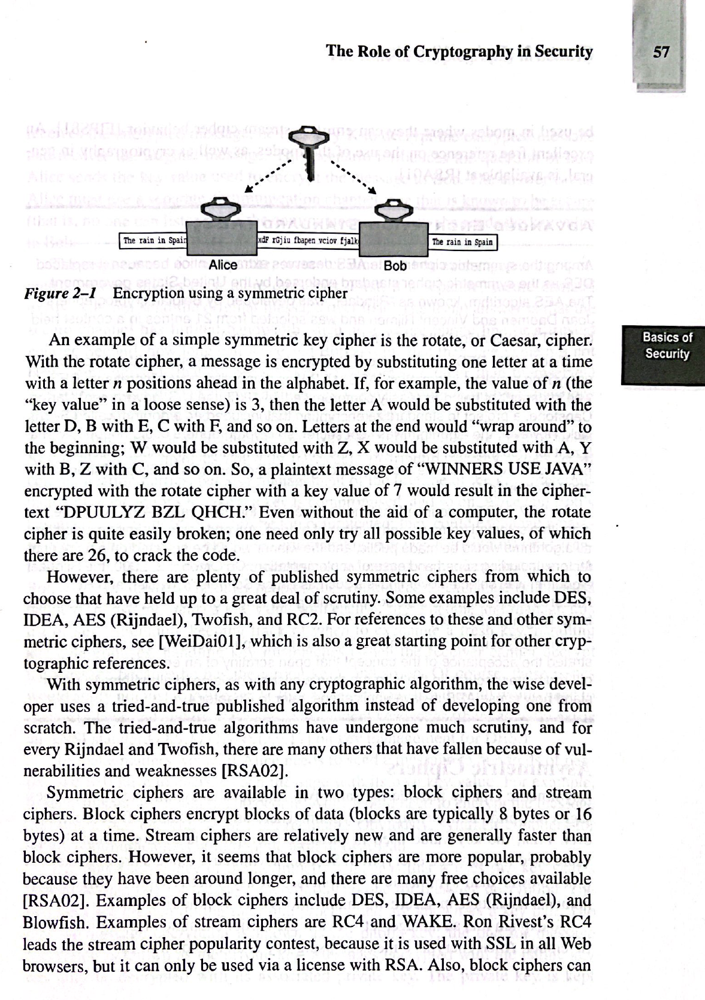 The Role of Cryptography in Security
57
The rain in Spain
xdF rGjiu fbapen vciov fjalk
The rain in Spain
Alice
Bob
Figure 2–1 Encryption using a symmetric cipher
Basics of
Security
An example of a simple symmetric key cipher is the rotate, or Caesar, cipher.
With the rotate cipher, a message is encrypted by substituting one letter at a time
with a letter n positions ahead in the alphabet. If, for example, the value of n (the
“key value” in a loose sense) is 3, then the letter A would be substituted with the
letter D, B with E, C with F, and so on. Letters at the end would “wrap around” to
the beginning; W would be substituted with Z, X would be substituted with A, Y
with B, Z with C, and so on. So, a plaintext message of “WINNERS USE JAVA”
encrypted with the rotate cipher with a key value of 7 would result in the cipher-
text “DPUULYZ BZL QHCH.” Even without the aid of a computer, the rotate
cipher is quite easily broken; one need only try all possible key values, of which
there are 26, to crack the code.
However, there are plenty of published symmetric ciphers from which to
choose that have held up to a great deal of scrutiny. Some examples include DES,
IDEA, AES (Rijndael), Twofish, and RC2. For references to these and other sym-
metric ciphers, see [WeiDai01], which is also a great starting point for other cryp-
tographic references.
With symmetric ciphers, as with any cryptographic algorithm, the wise devel-
oper uses a tried-and-true published algorithm instead of developing one from
scratch. The tried-and-true algorithms have undergone much scrutiny, and for
every Rijndael and Twofish, there are many others that have fallen because of vul-
nerabilities and weaknesses [RSA02].
Symmetric ciphers are available in two types: block ciphers and stream
ciphers. Block ciphers encrypt blocks of data (blocks are typically 8 bytes or 16
bytes) at a time. Stream ciphers are relatively new and are generally faster than
block ciphers. However, it seems that block ciphers are more popular, probably
because they have been around longer, and there are many free choices available
[RSA02]. Examples of block ciphers include DES, IDEA, AES (Rijndael), and
Blowfish. Examples of stream ciphers are RC4 and WAKE. Ron Rivest’s RC4
leads the stream cipher popularity contest, because it is used with SSL in all Web
browsers, but it can only be used via a license with RSA. Also, block ciphers can